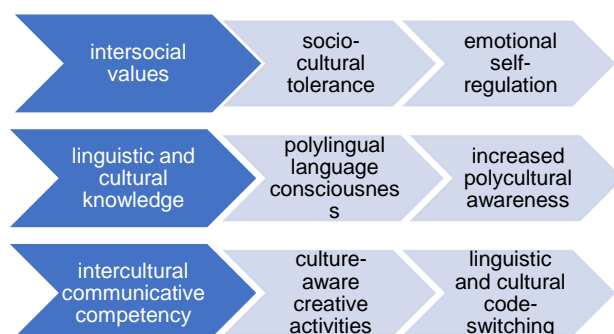 intersocial
values
socio-
cultural
tolerance
emotional
self-
regulation
linguistic and
cultural
knowledge
polylingual
language
consciousnes
s
increased
polycultural
awareness
intercultural
communicative
competency
culture-
aware
creative
activities
linguistic
and cultural
code-
switching